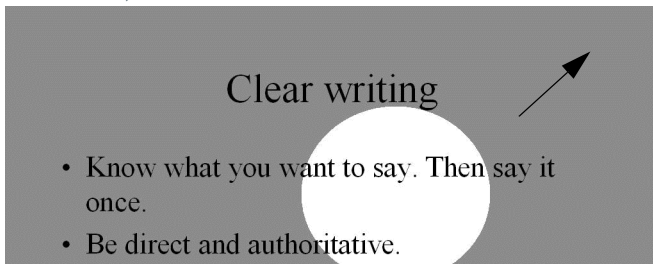 Clear writing
• Know what you want to say. Then say it
once.
• Be direct and authoritative.